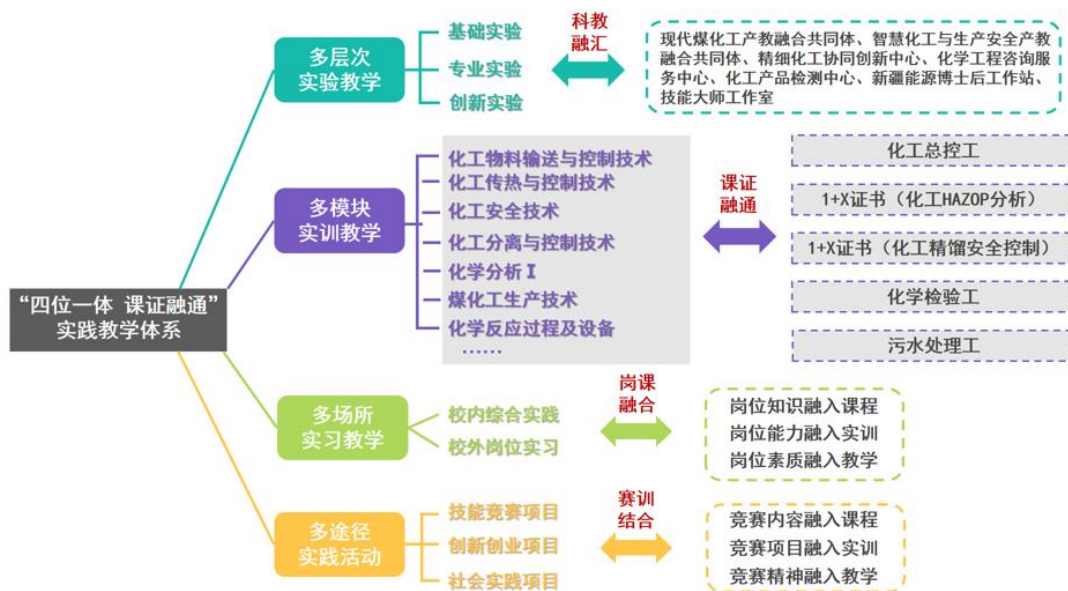 “四位一体 课证融通”
实践教学体系
多层次
实验教学
基础实验
专业实验
创新实验
科教
融汇
现代煤化工产教融合共同体、智慧化工与生产安全产教
融合共同体、精细化工协同创新中心、化学工程咨询服
务中心、化工产品检测中心、新疆能源博士后工作站、
技能大师工作室
多模块
实训教学
化工物料输送与控制技术
化工传热与控制技术
化工安全技术
化工分离与控制技术
化学分析Ⅰ
煤化工生产技术
化学反应过程及设备
······
课证
融通
化工总控工
1+X证书（化工HAZOP分析）
1+X证书（化工精馏安全控制）
化学检验工
污水处理工
多场所
实习教学
校内综合实践
校外岗位实习
岗课
融合
岗位知识融入课程
岗位能力融入实训
岗位素质融入教学
多途径
实践活动
技能竞赛项目
创新创业项目
社会实践项目
赛训
结合
竞赛内容融入课程
竞赛项目融入实训
竞赛精神融入教学